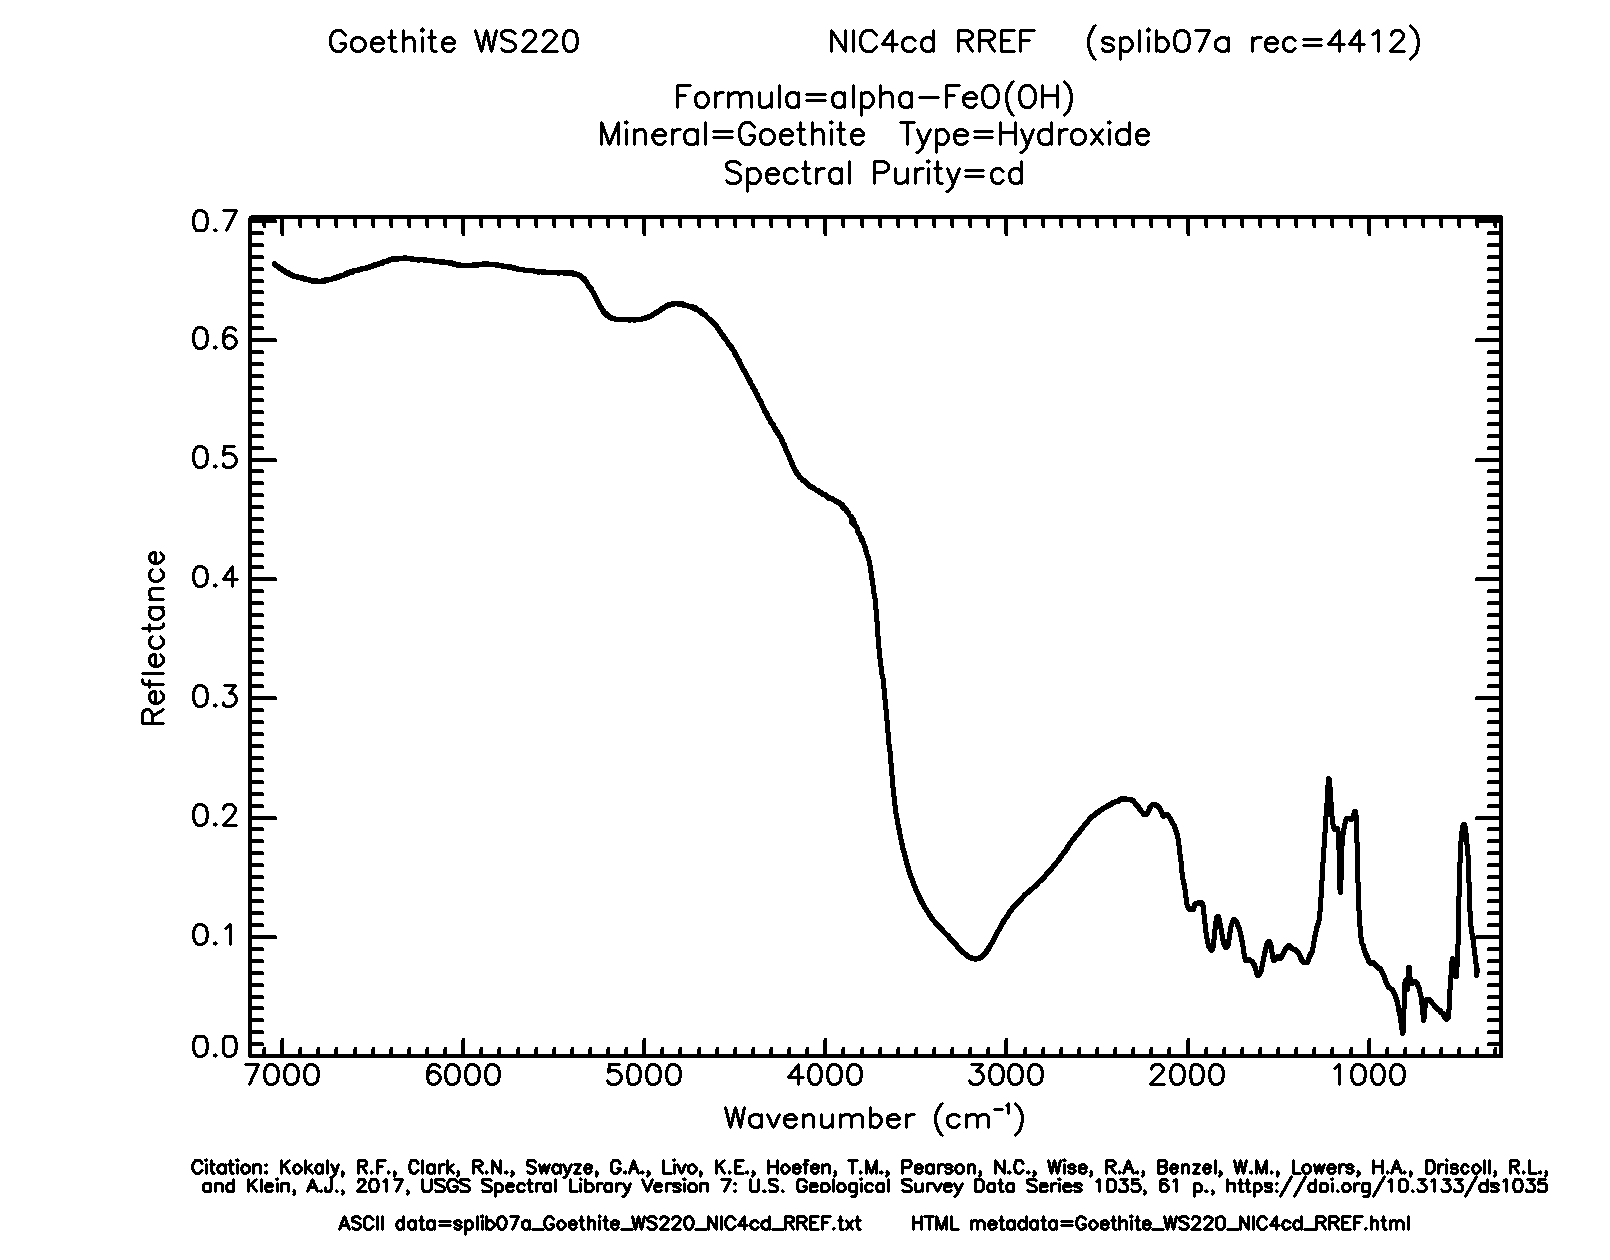 Goethite WS220 NIC4cd RREF (splib07a rec=4412)
Formula=alpha-FeO(OH)
Mineral=Goethite Type=Hydroxide
Spectral Purity=cd
0.7
0.6
0.5
0.4
0.3
0.2
0.1
0.0
Reflectance
7000 6000 5000 4000 3000 2000 1000
Wavenumber (cm⁻¹)
Citation: Kokaly, R.F., Clark, R.N., Swayze, G.A., Livo, K.E., Hoefen, T.M., Pearson, N.C., Wise, R.A., Benzel, W.M., Lowers, H.A., Driscoll, R.L.,
and Klein, A.J., 2017, USGS Spectral Library Version 7: U.S. Geological Survey Data Series 1035, 61 p., https://doi.org/10.3133/ds1035
ASCII data=splib07a_Goethite_WS220_NIC4cd_RREF.txt HTML metadata=Goethite_WS220_NIC4cd_RREF.html